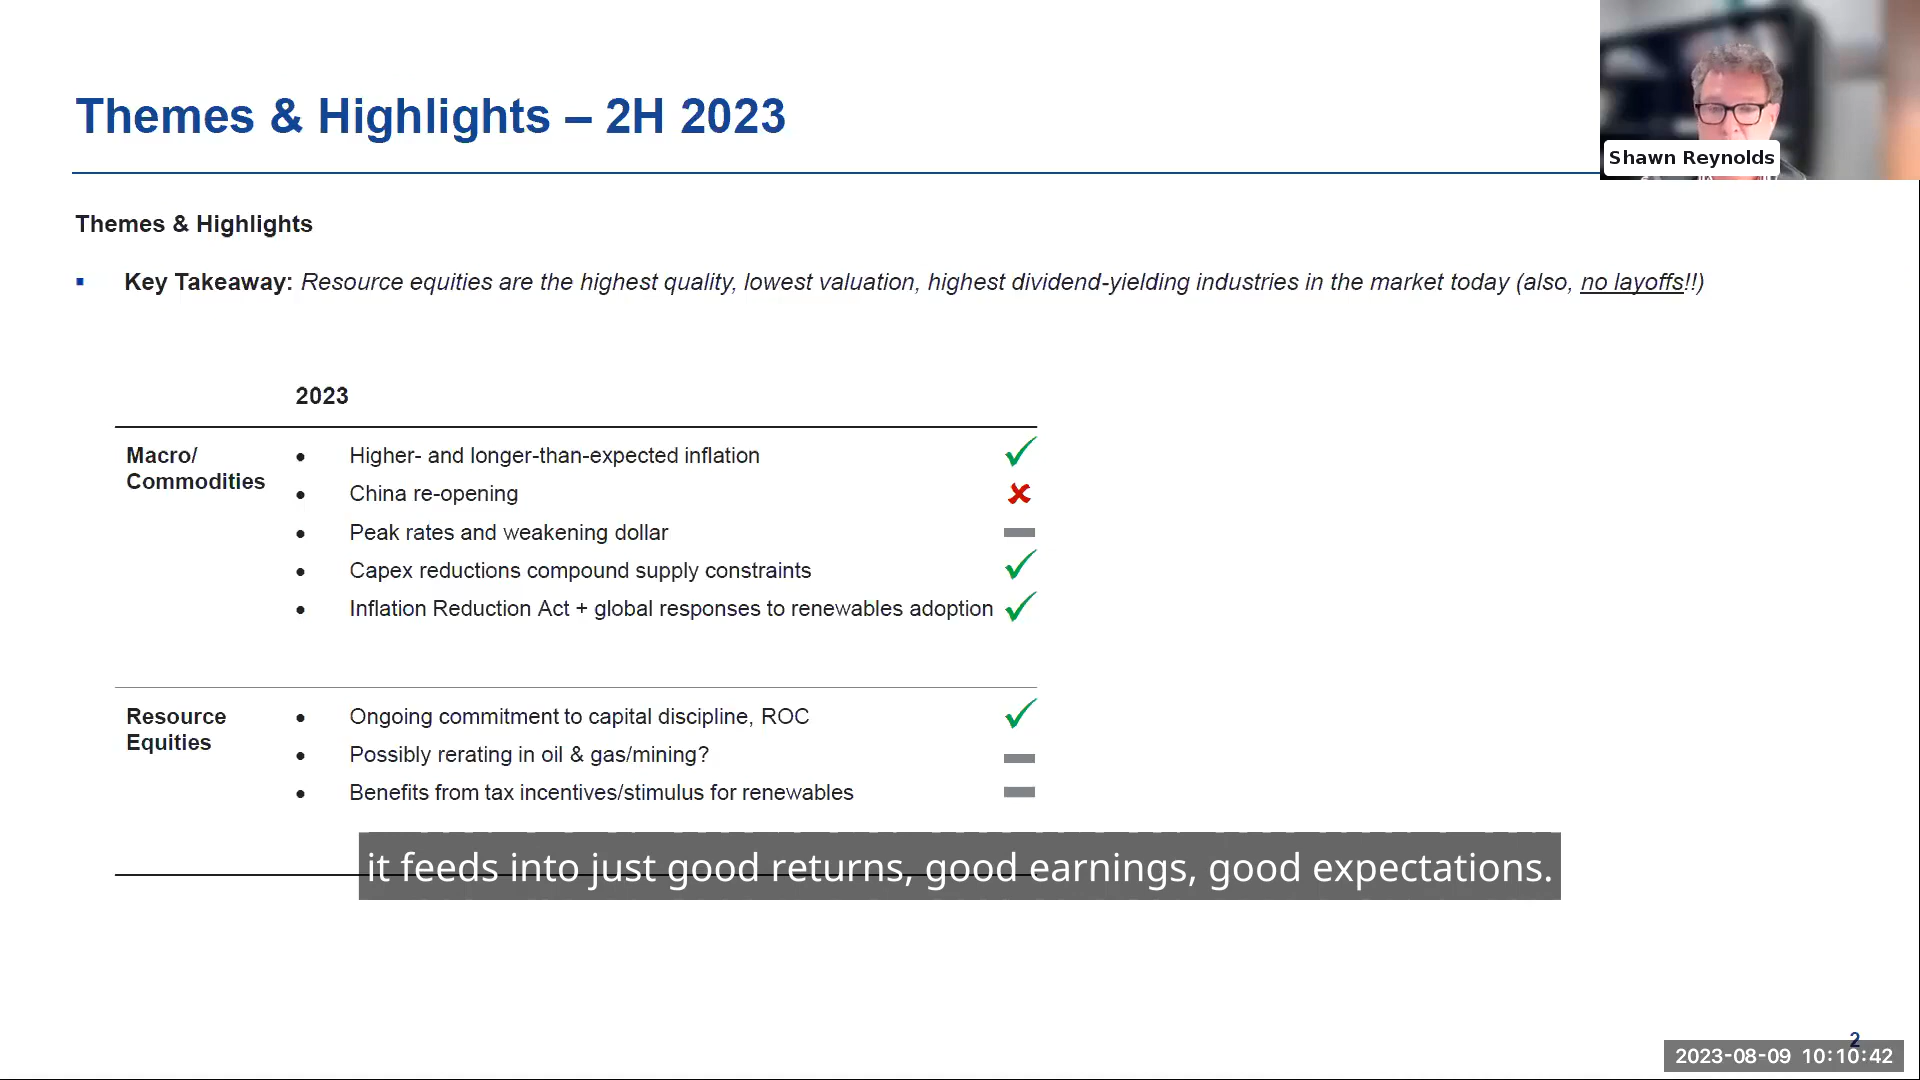 Themes & Highlights – 2H 2023
Shawn Reynolds
Themes & Highlights
▪ Key Takeaway: Resource equities are the highest quality, lowest valuation, highest dividend-yielding industries in the market today (also, no layoffs!!)
2023
Macro/
Commodities
• Higher- and longer-than-expected inflation
• China re-opening
• Peak rates and weakening dollar
• Capex reductions compound supply constraints
• Inflation Reduction Act + global responses to renewables adoption
Resource
Equities
• Ongoing commitment to capital discipline, ROC
• Possibly rerating in oil & gas/mining?
• Benefits from tax incentives/stimulus for renewables
it feeds into just good returns, good earnings, good expectations.
2
2023-08-09 10:10:42